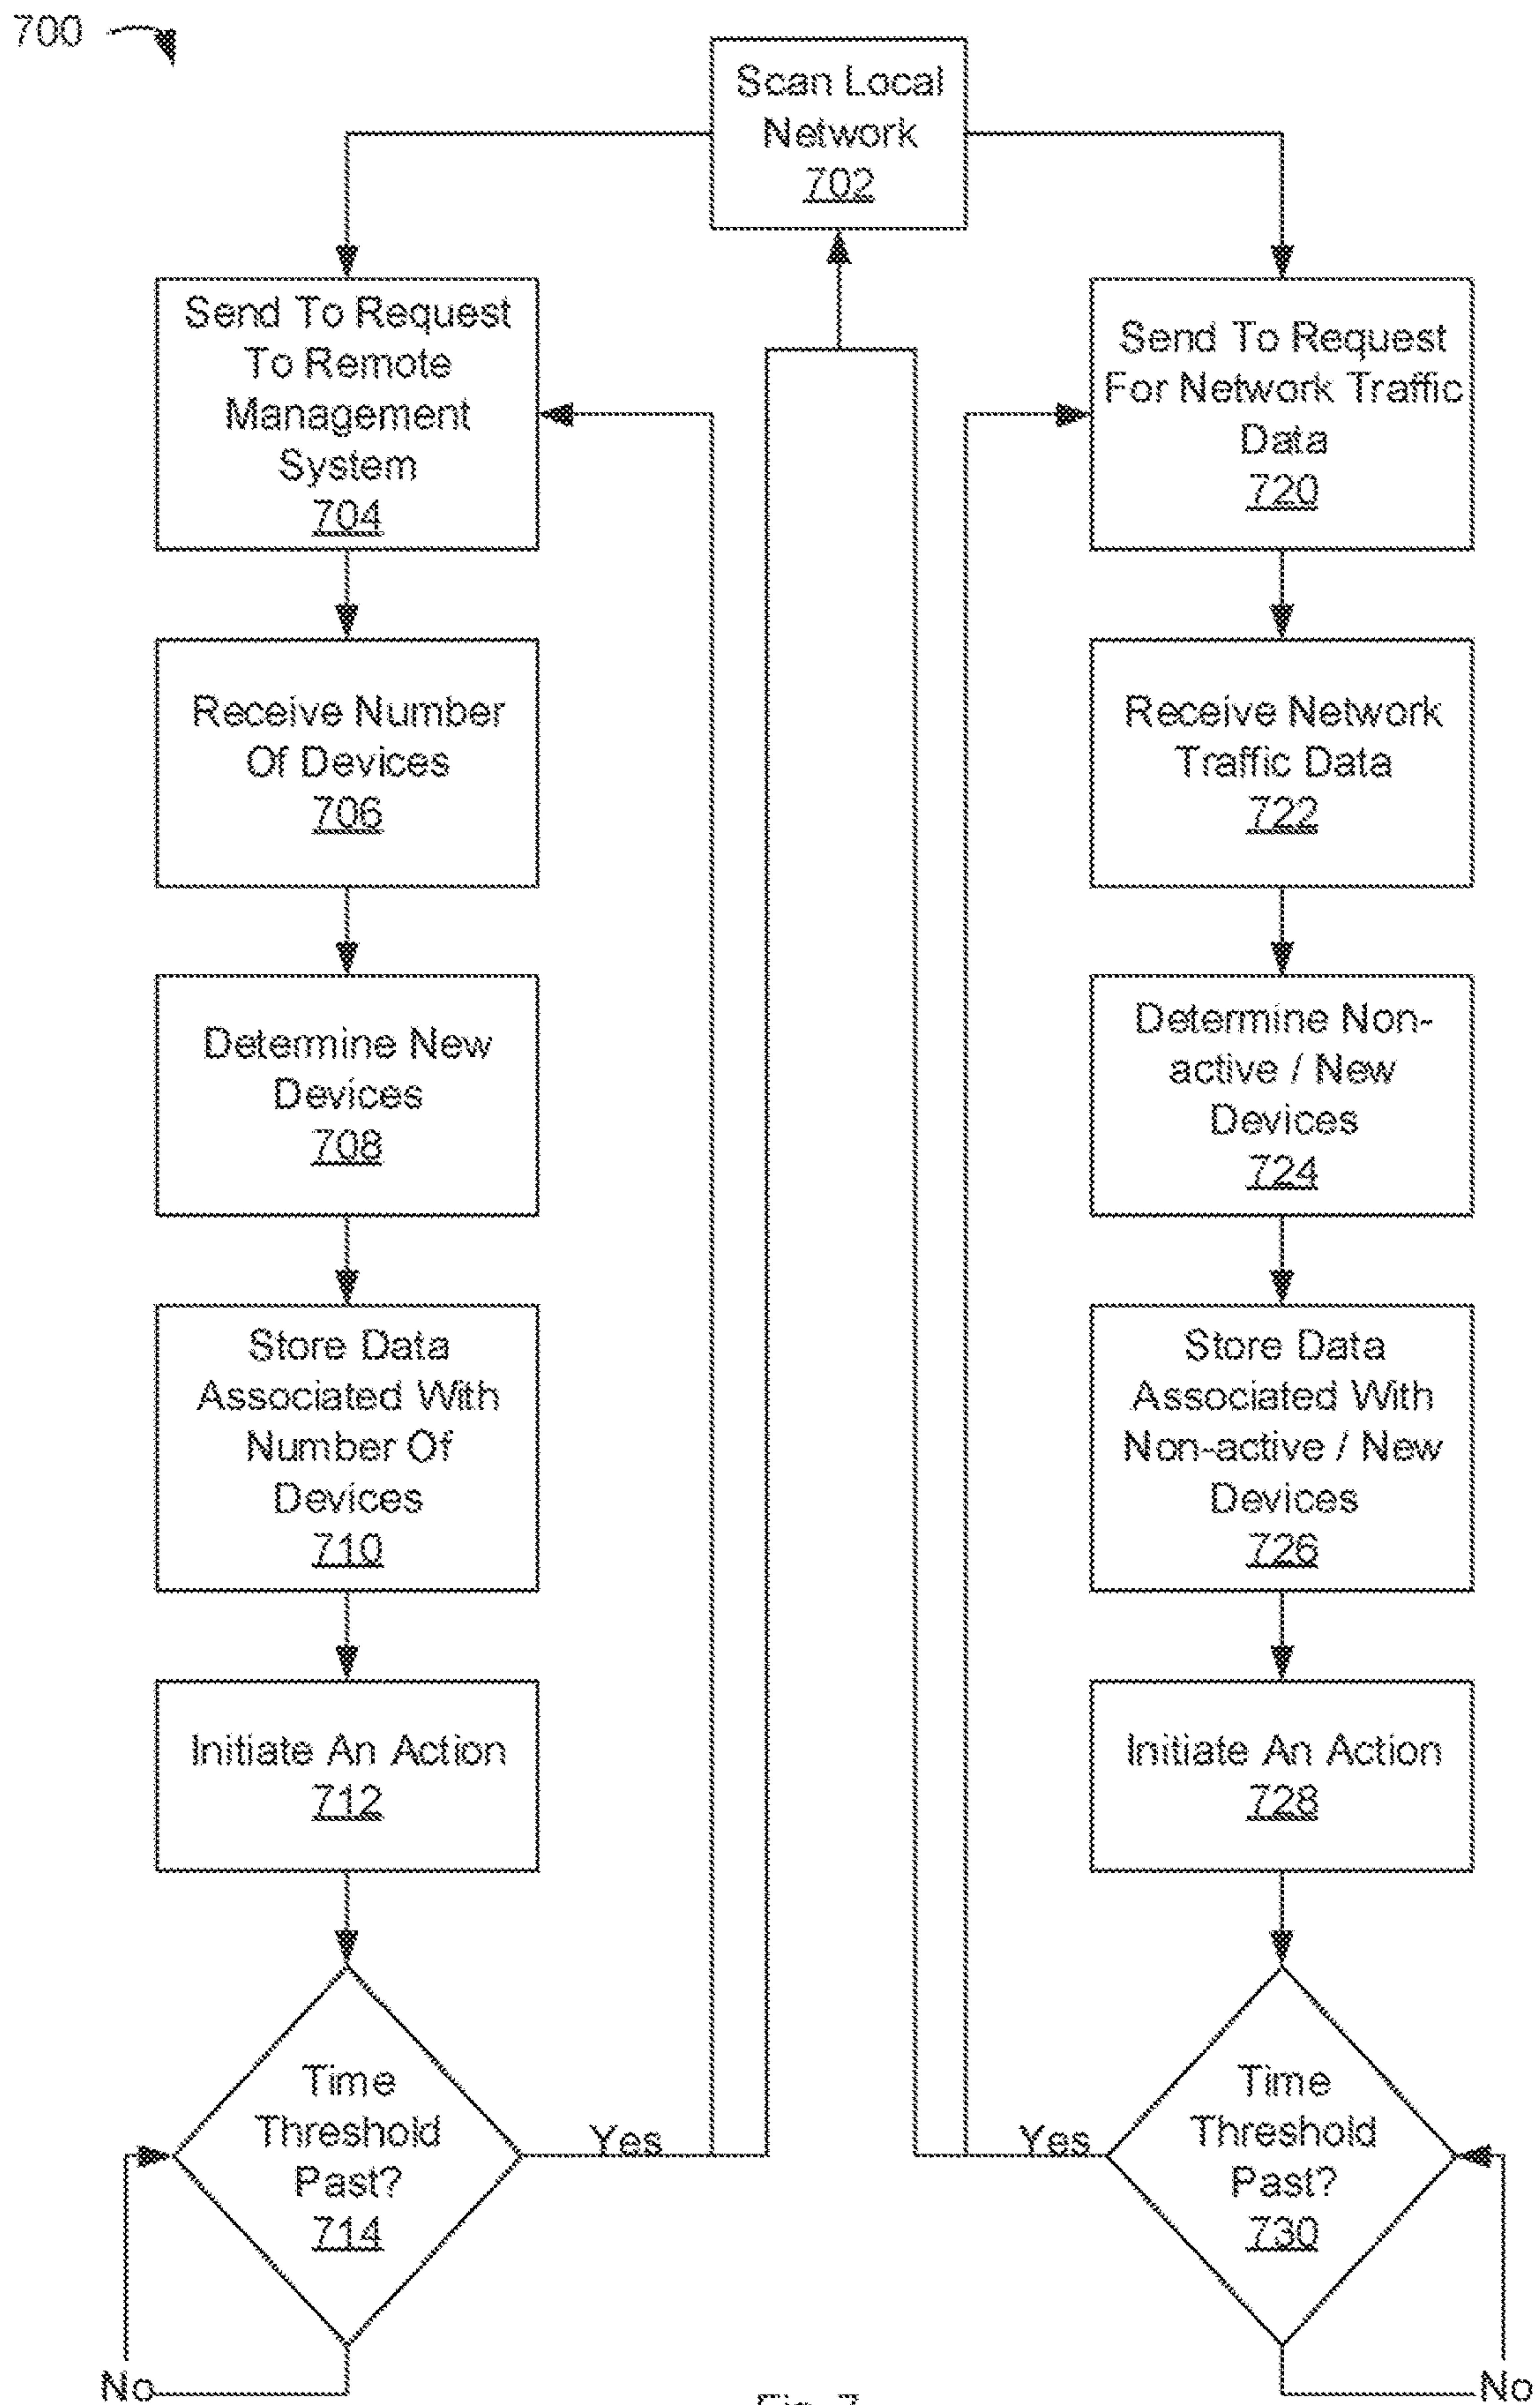 700
Scan Local
Network
702
Send To Request
To Remote
Management
System
704
Receive Number
Of Devices
706
Determine New
Devices
708
Store Data
Associated With
Number Of
Devices
710
Initiate An Action
712
Time
Threshold
Past?
714
Yes
No
Send To Request
For Network Traffic
Data
720
Receive Network
Traffic Data
722
Determine Non-
active / New
Devices
724
Store Data
Associated With
Non-active / New
Devices
726
Initiate An Action
728
Time
Threshold
Past?
730
Yes
No
Fig. 7